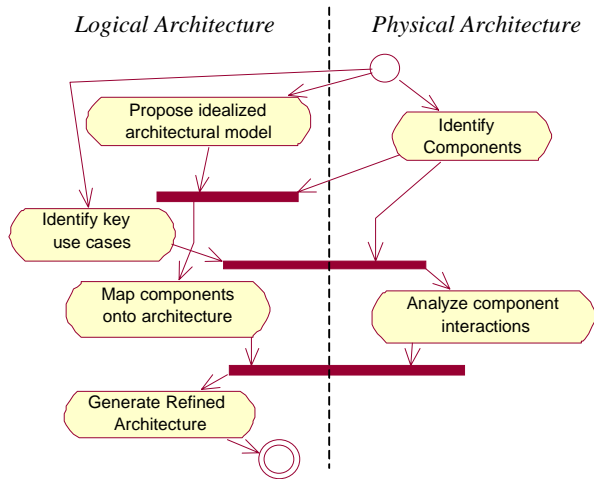 Logical Architecture
Physical Architecture
Propose idealized
architectural model
Identify
Components
Identify key
use cases
Map components
onto architecture
Analyze component
interactions
Generate Refined
Architecture